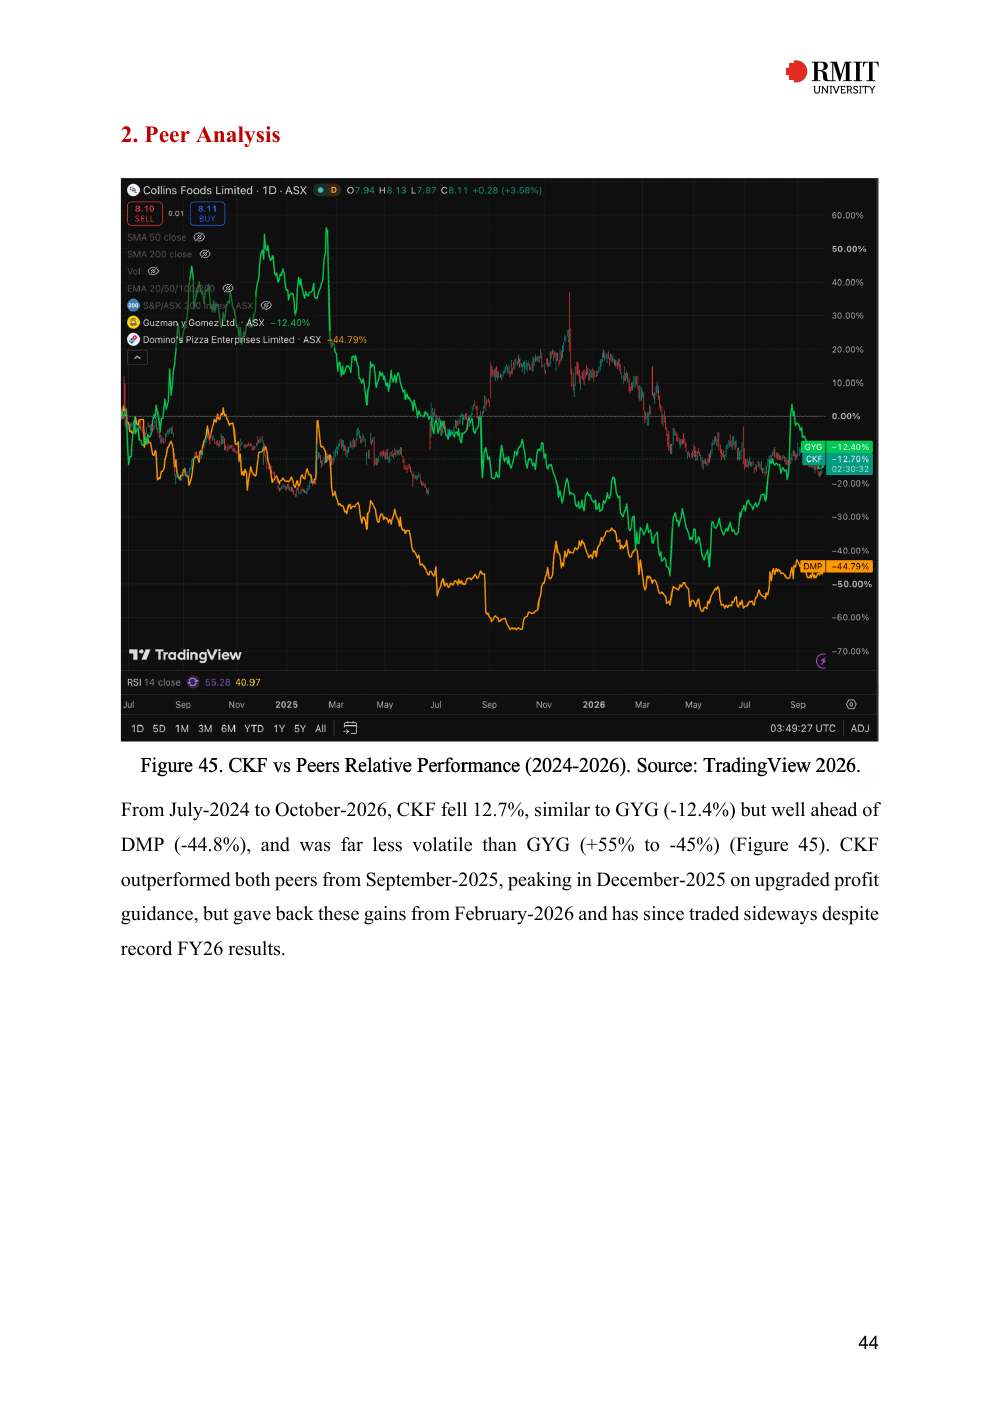 RMIT
UNIVERSITY
2. Peer Analysis
Collins Foods Limited · 1D · ASX D O7.94 H8.13 L7.87 C8.11 +0.28 (+3.58%)
8.10 SELL 0.01 8.11 BUY
SMA 50 close
SMA 200 close
Vol
EMA 20/50/100/200
S&P/ASX 200 Index · ASX
Guzman y Gomez Ltd. · ASX −12.40%
Domino's Pizza Enterprises Limited · ASX −44.79%
60.00%
50.00%
40.00%
30.00%
20.00%
10.00%
0.00%
GYG −12.40%
CKF −12.70%
02:30:32
−20.00%
−30.00%
−40.00%
DMP −44.79%
−50.00%
−60.00%
−70.00%
TradingView
RSI 14 close 55.28 40.97
Jul Sep Nov 2025 Mar May Jul Sep Nov 2026 Mar May Jul Sep
1D 5D 1M 3M 6M YTD 1Y 5Y All 03:49:27 UTC ADJ
Figure 45. CKF vs Peers Relative Performance (2024-2026). Source: TradingView 2026.
From July-2024 to October-2026, CKF fell 12.7%, similar to GYG (-12.4%) but well ahead of
DMP (-44.8%), and was far less volatile than GYG (+55% to -45%) (Figure 45). CKF
outperformed both peers from September-2025, peaking in December-2025 on upgraded profit
guidance, but gave back these gains from February-2026 and has since traded sideways despite
record FY26 results.
44